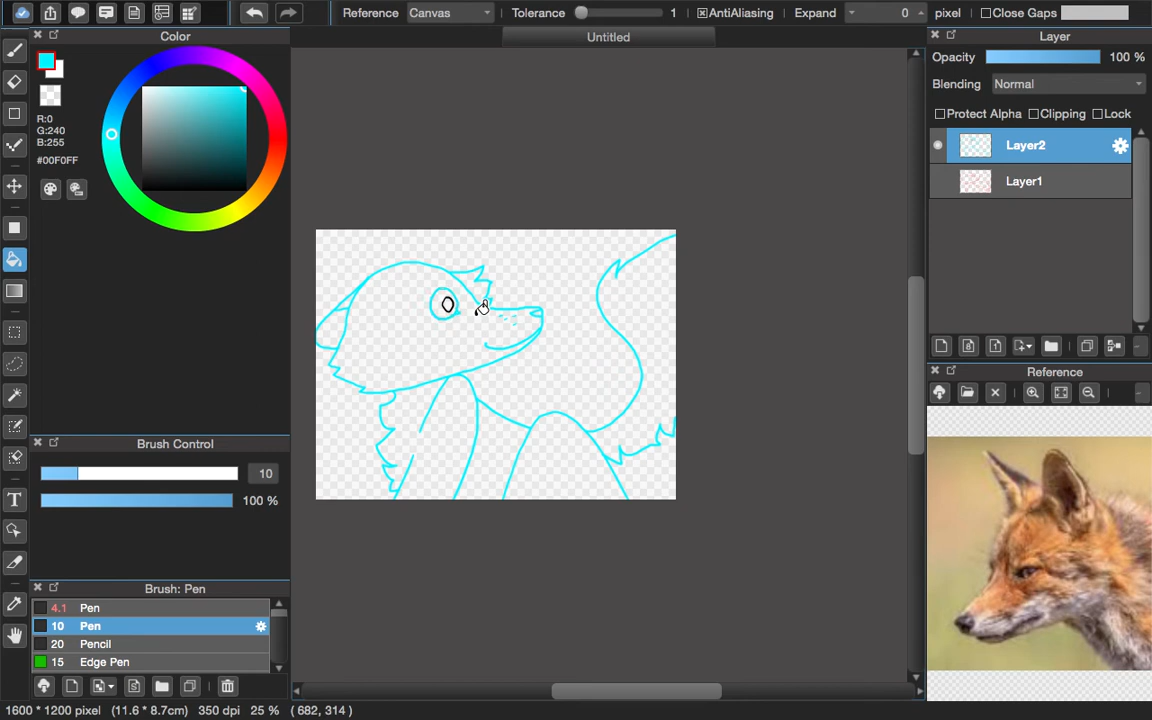 Reference Canvas Tolerance 1 AntiAliasing Expand 0 pixel Close Gaps
Color
Untitled
Layer
R:0
G:240
B:255
#00F0FF
Opacity 100 %
Blending Normal
Protect Alpha Clipping Lock
Layer2
Layer1
Reference
Brush Control
10
100 %
Brush: Pen
4.1 Pen
10 Pen
20 Pencil
15 Edge Pen
1600 * 1200 pixel (11.6 * 8.7cm) 350 dpi 25 % ( 682, 314 )